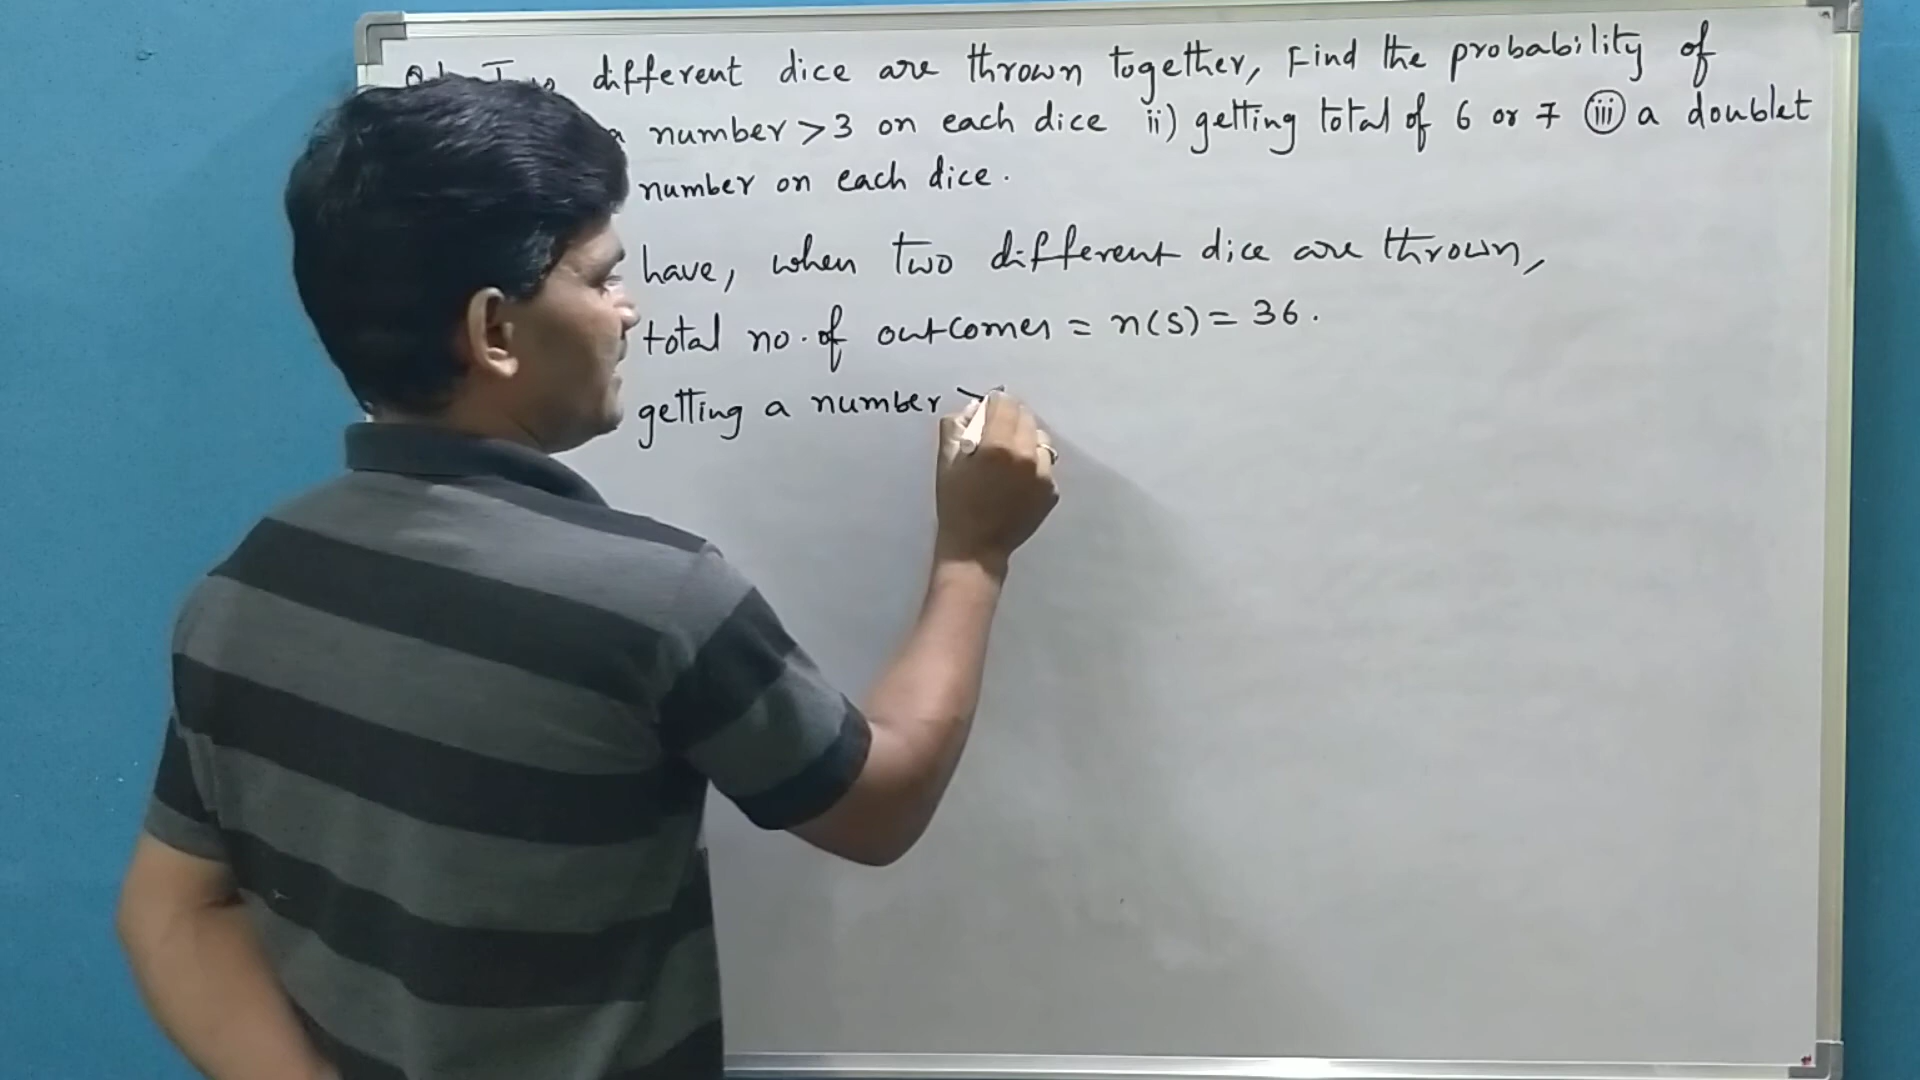 different dice are thrown together, Find the probability of
number >3 on each dice ii) getting total of 6 or 7 (iii) a doublet
number on each dice.
have, when two different dice are thrown,
total no. of outcomes = n(s) = 36.
getting a number >